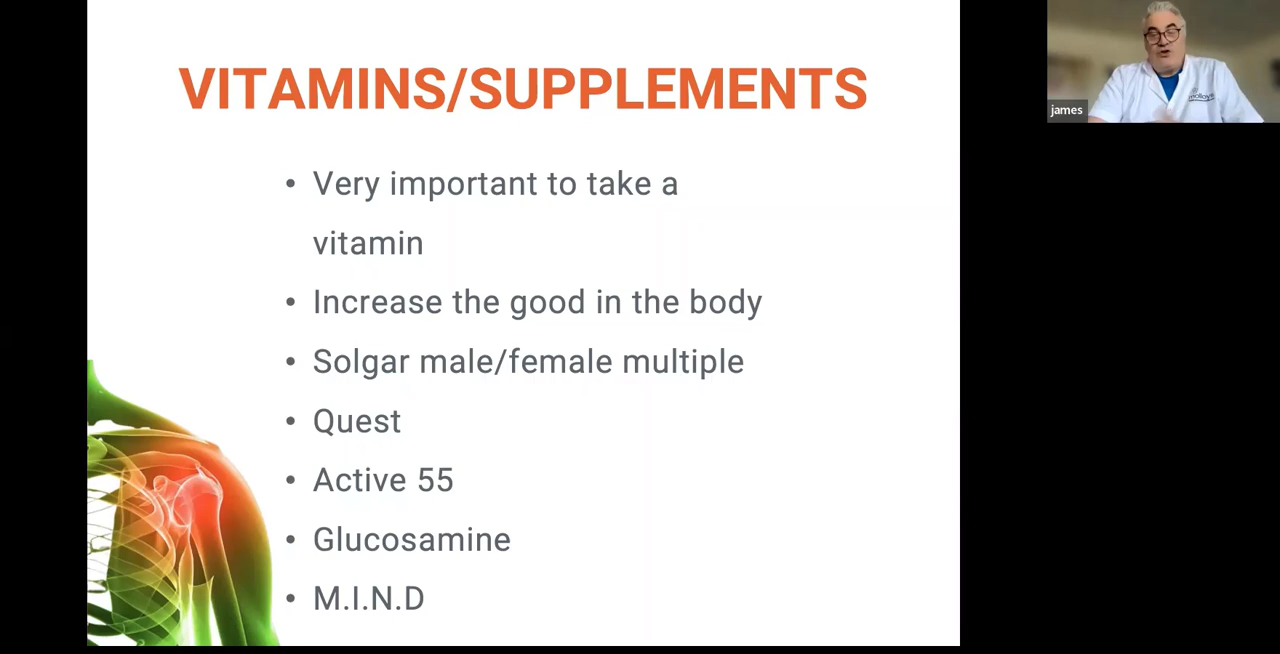 VITAMINS/SUPPLEMENTS
• Very important to take a
vitamin
• Increase the good in the body
• Solgar male/female multiple
• Quest
• Active 55
• Glucosamine
• M.I.N.D
james